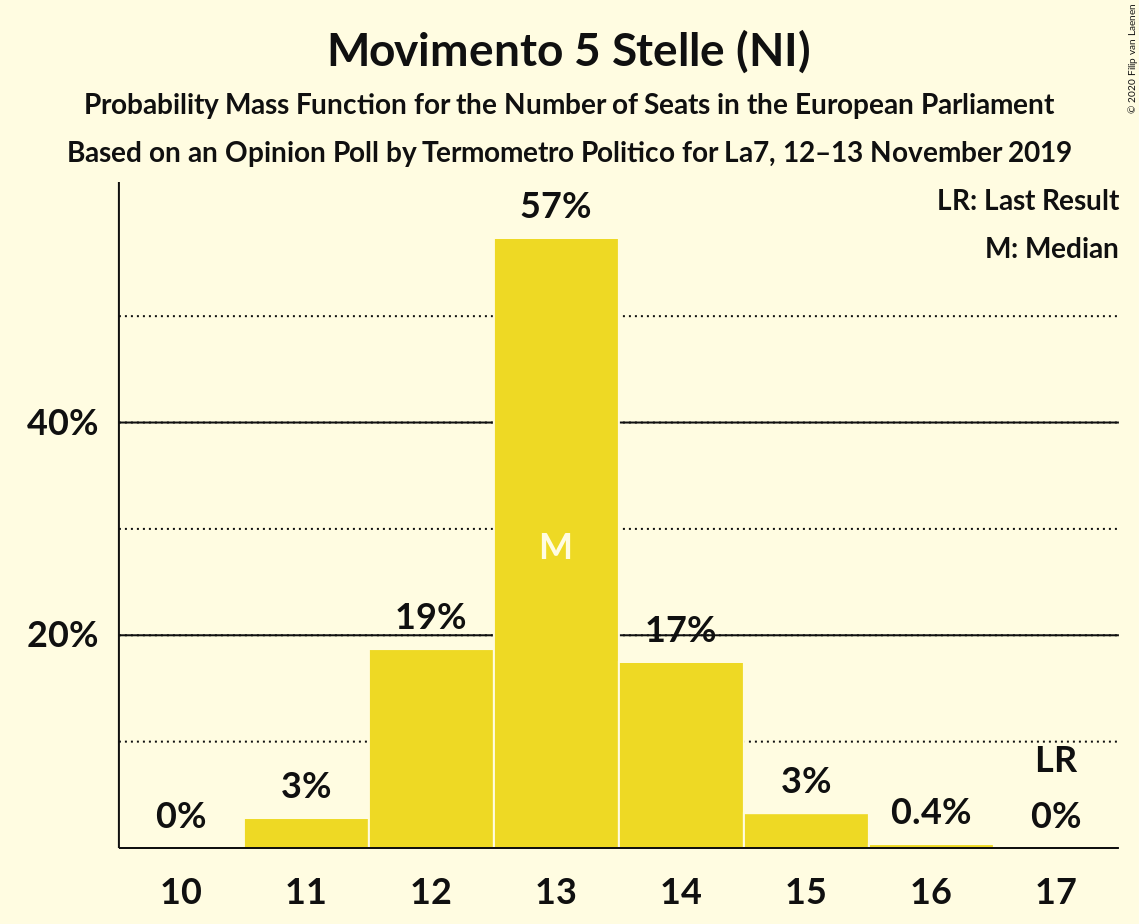 Movimento 5 Stelle (NI)
Probability Mass Function for the Number of Seats in the European Parliament
Based on an Opinion Poll by Termometro Politico for La7, 12–13 November 2019
© 2020 Filip van Laenen
LR: Last Result
M: Median
57%
40%
M
19%
17%
20%
LR
3%
3%
0%
0.4%
0%
10 11 12 13 14 15 16 17